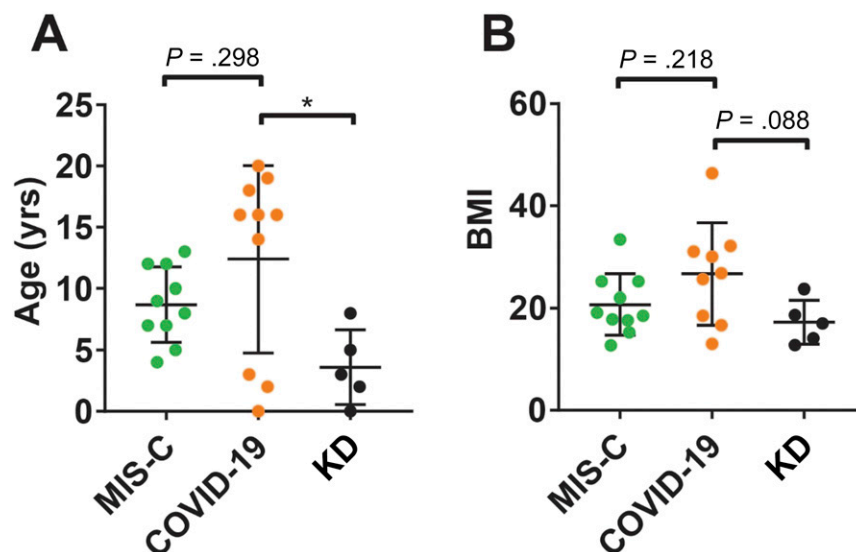 A
P = .298
*
Age (yrs)
25
20
15
10
5
0
MIS-C
COVID-19
KD
B
P = .218
P = .088
BMI
60
40
20
0
MIS-C
COVID-19
KD